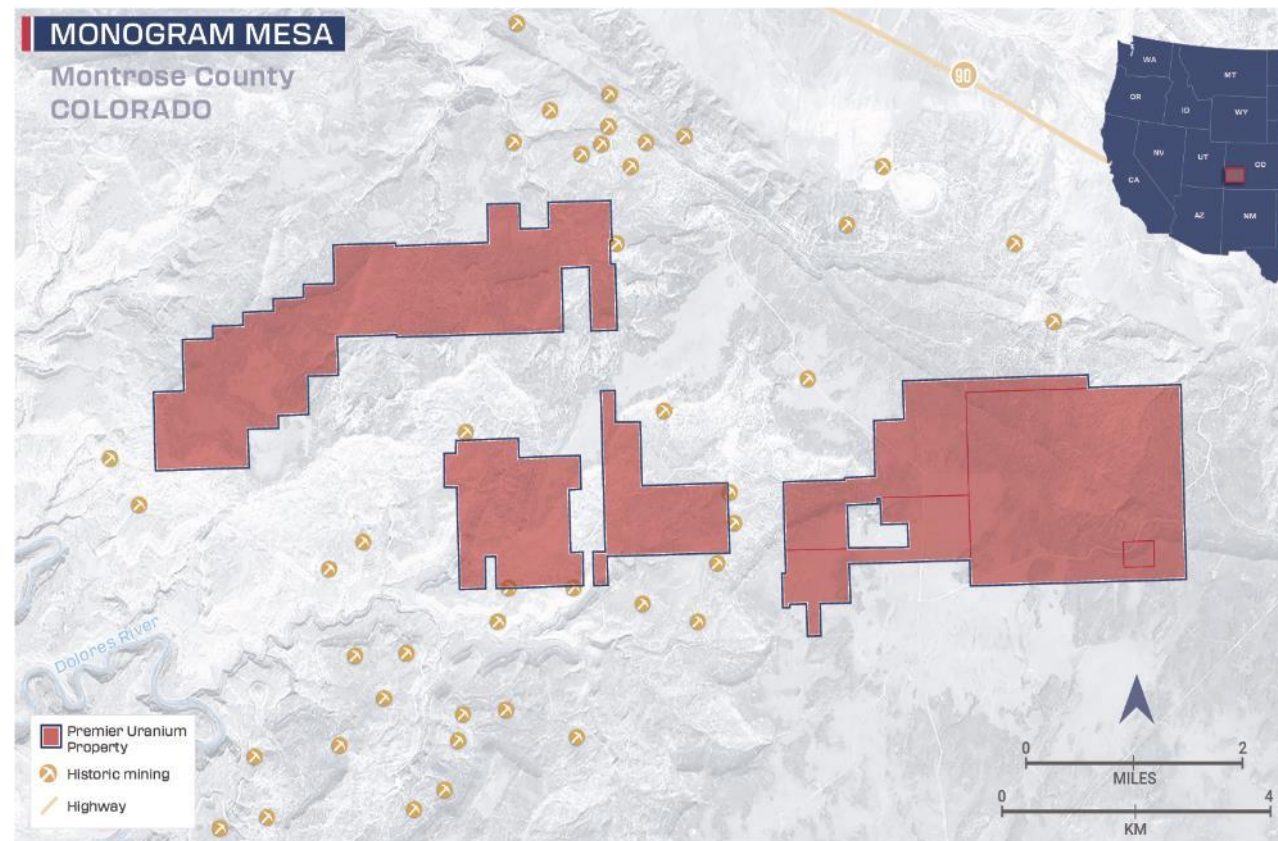 MONOGRAM MESA
Montrose County
COLORADO
90
WA
MT
OR
ID
WY
NV
UT
CO
CA
AZ
NM
Dolores River
Premier Uranium
Property
Historic mining
Highway
0 2
MILES
0 4
KM